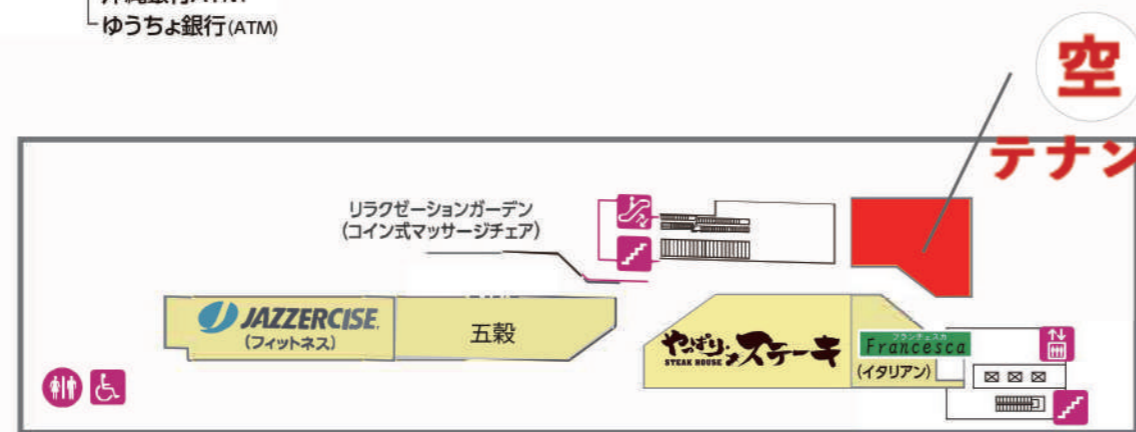 ゆうちょ銀行(ATM)
空
テナン
リラクゼーションガーデン
(コイン式マッサージチェア)
JAZZERCISE.
(フィットネス)
五穀
やっぱりステーキ
STEAK HOUSE
フランチェスカ
Francesca
(イタリアン)